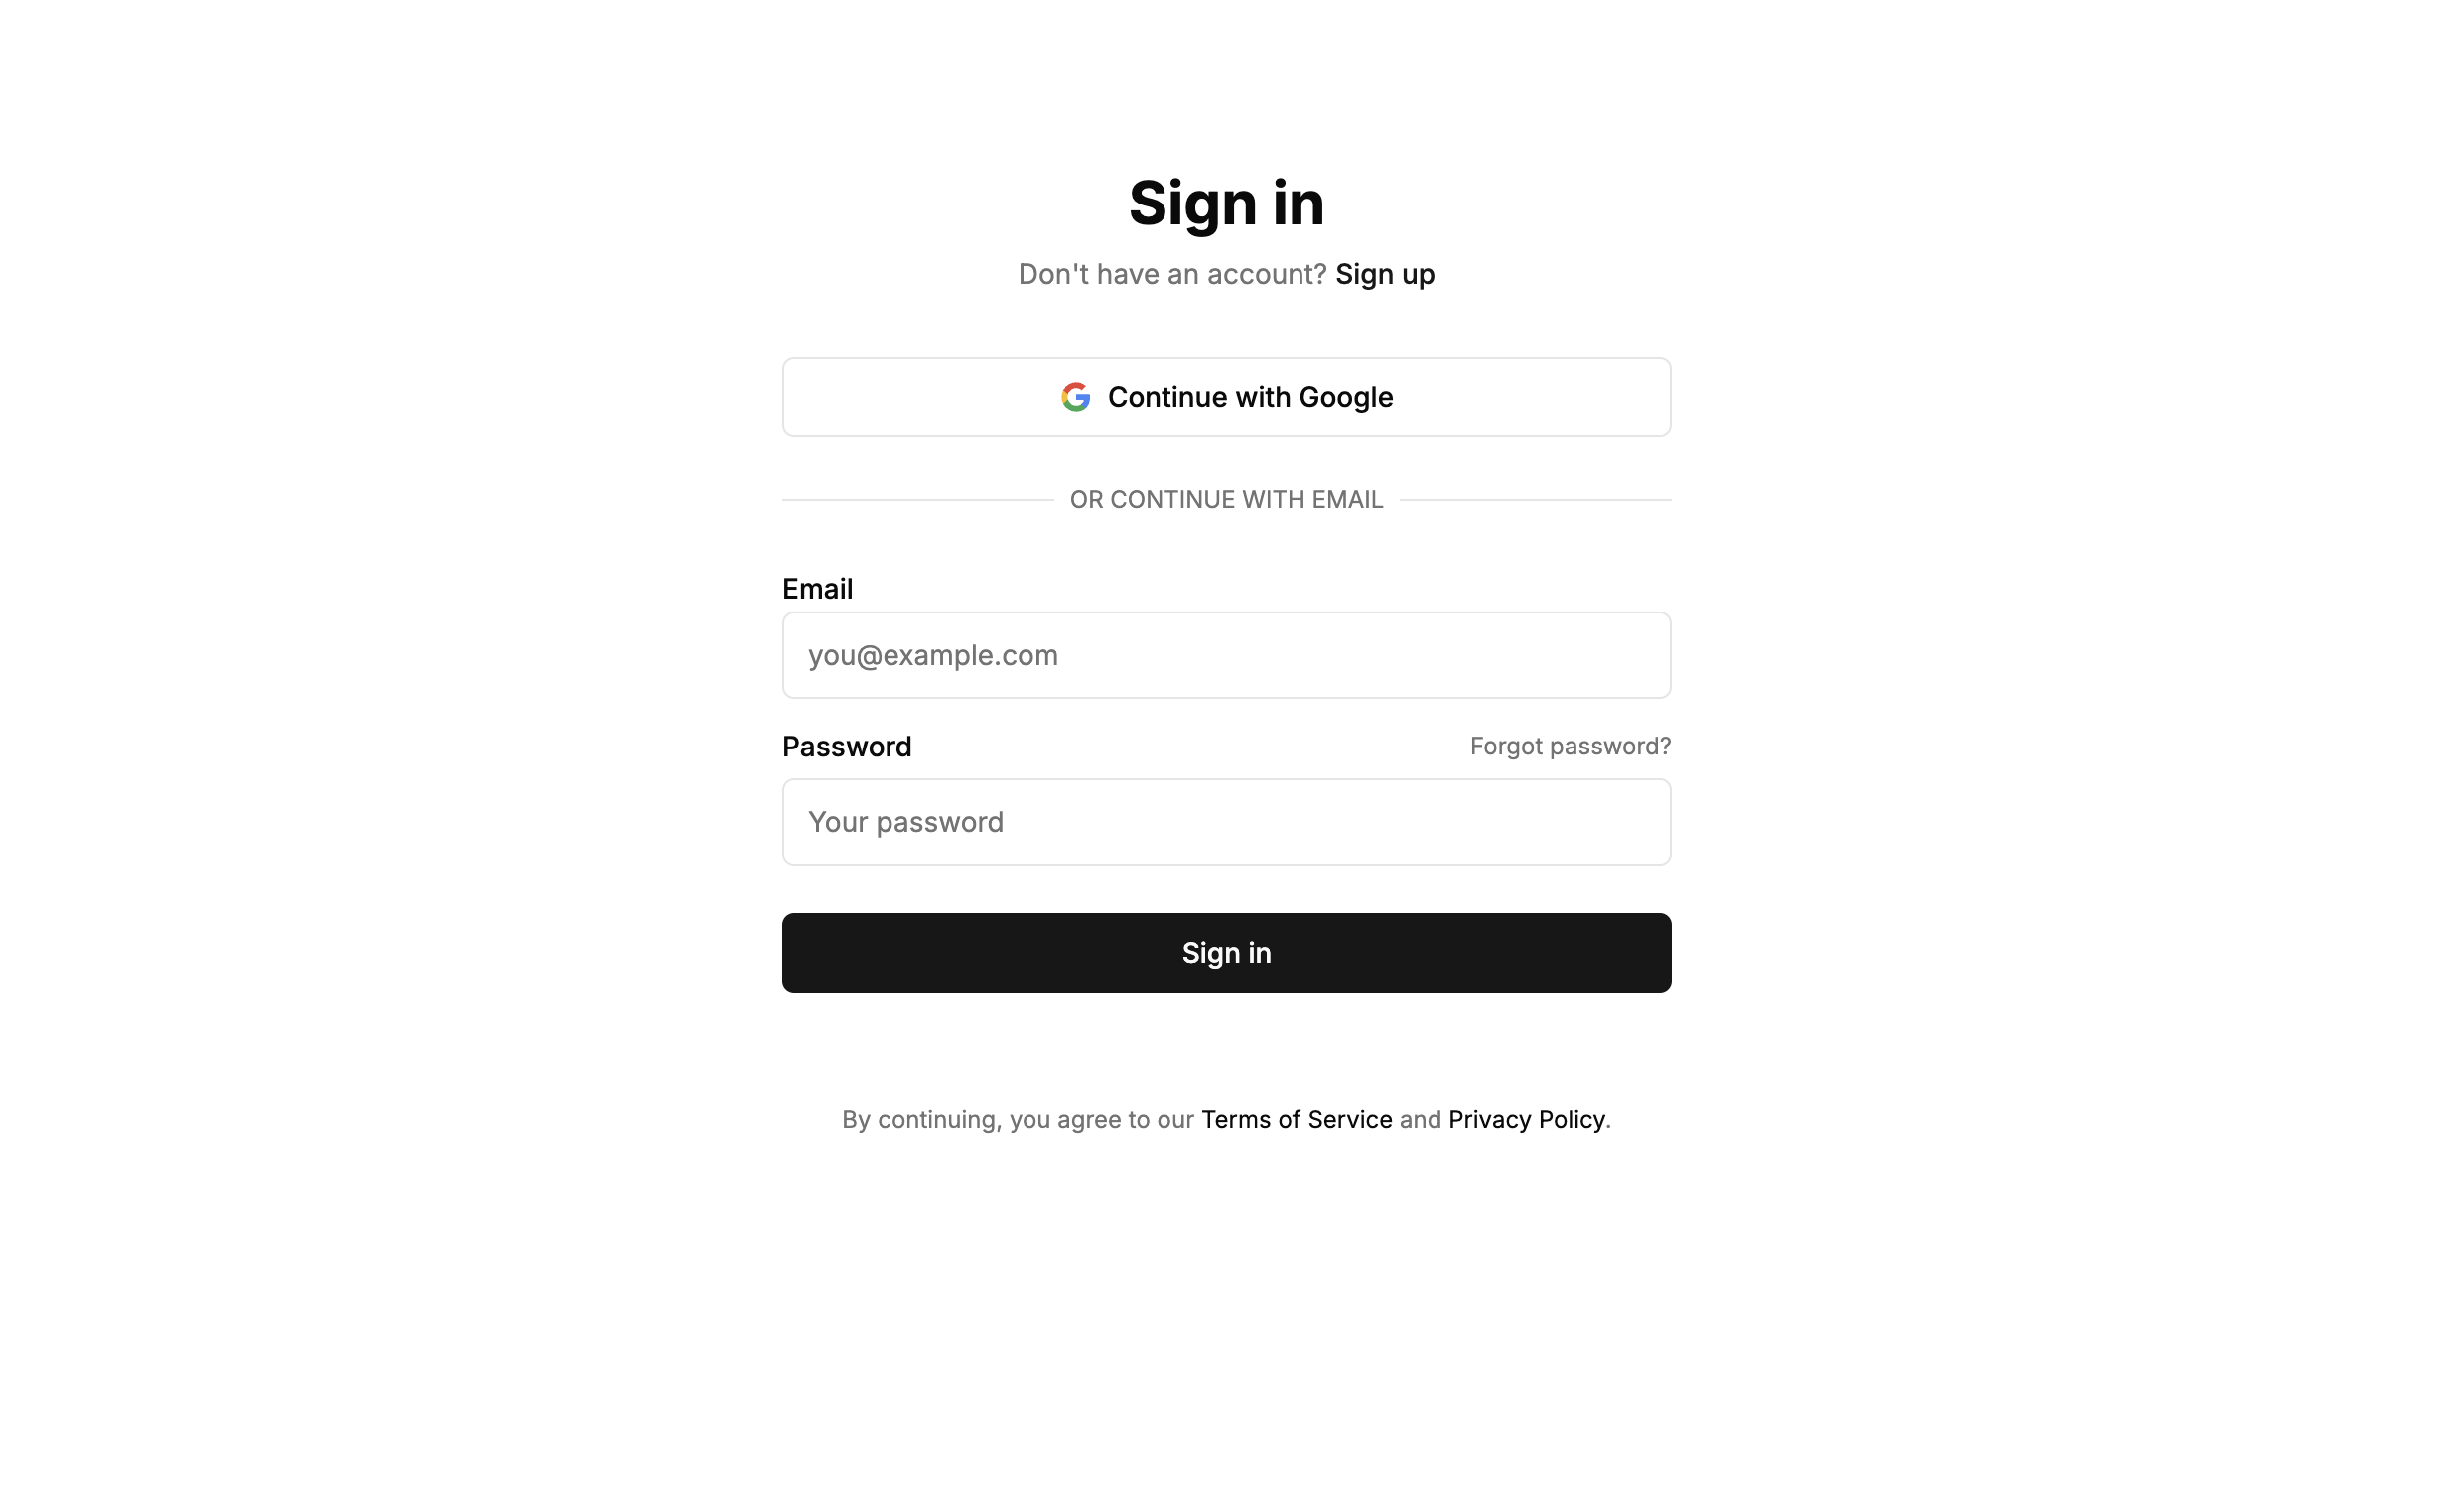 Sign in
Don't have an account? Sign up
Continue with Google
OR CONTINUE WITH EMAIL
Email
you@example.com
Password Forgot password?
Your password
Sign in
By continuing, you agree to our Terms of Service and Privacy Policy.